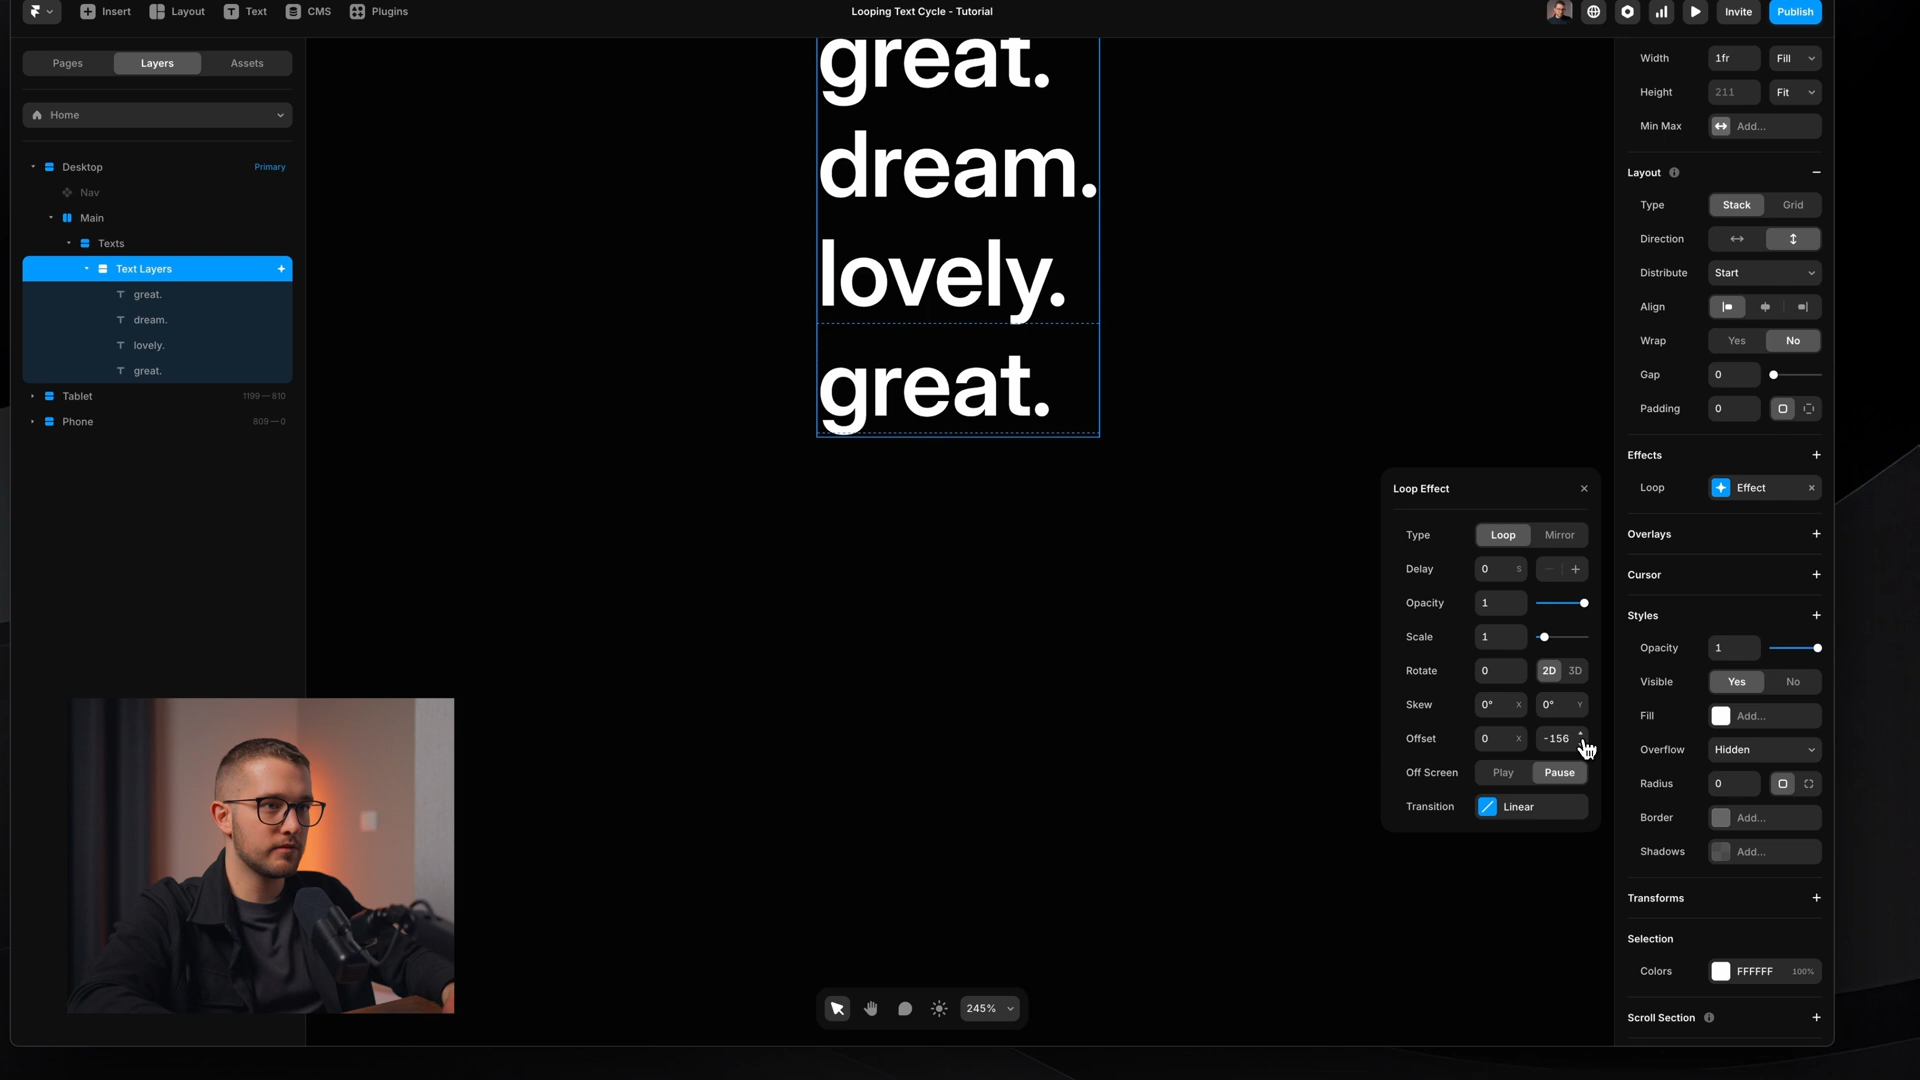 Insert
Layout
Text
CMS
Plugins
Looping Text Cycle - Tutorial
Invite
Publish
Pages
Layers
Assets
Home
Desktop
Primary
Nav
Main
Texts
Text Layers
great.
dream.
lovely.
great.
Tablet
1199—810
Phone
809—0
great.
dream.
lovely.
great.
245%
Loop Effect
Type
Loop
Mirror
Delay
0
S
Opacity
1
Scale
1
Rotate
0
2D
3D
Skew
0°
X
0°
Y
Offset
0
X
-156
Off Screen
Play
Pause
Transition
Linear
Width
1fr
Fill
Height
211
Fit
Min Max
Add...
Layout
Type
Stack
Grid
Direction
Distribute
Start
Align
Wrap
Yes
No
Gap
0
Padding
0
Effects
Loop
Effect
Overlays
Cursor
Styles
Opacity
1
Visible
Yes
No
Fill
Add...
Overflow
Hidden
Radius
0
Border
Add...
Shadows
Add...
Transforms
Selection
Colors
FFFFFF
100%
Scroll Section